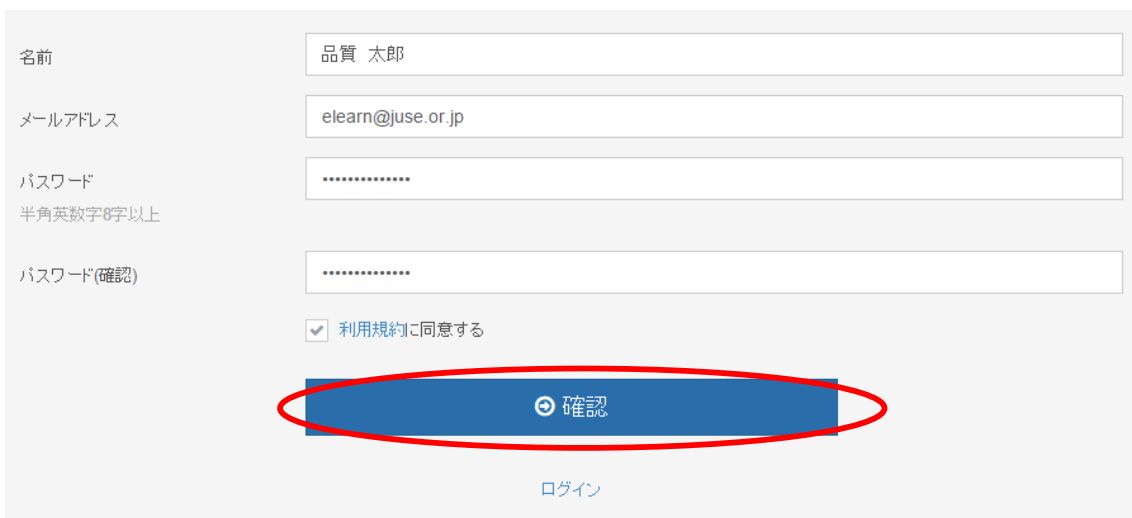 名前
品質 太郎
メールアドレス
elearn@juse.or.jp
パスワード
••••••••••••••
半角英数字8字以上
パスワード(確認)
••••••••••••••
利用規約に同意する
確認
ログイン